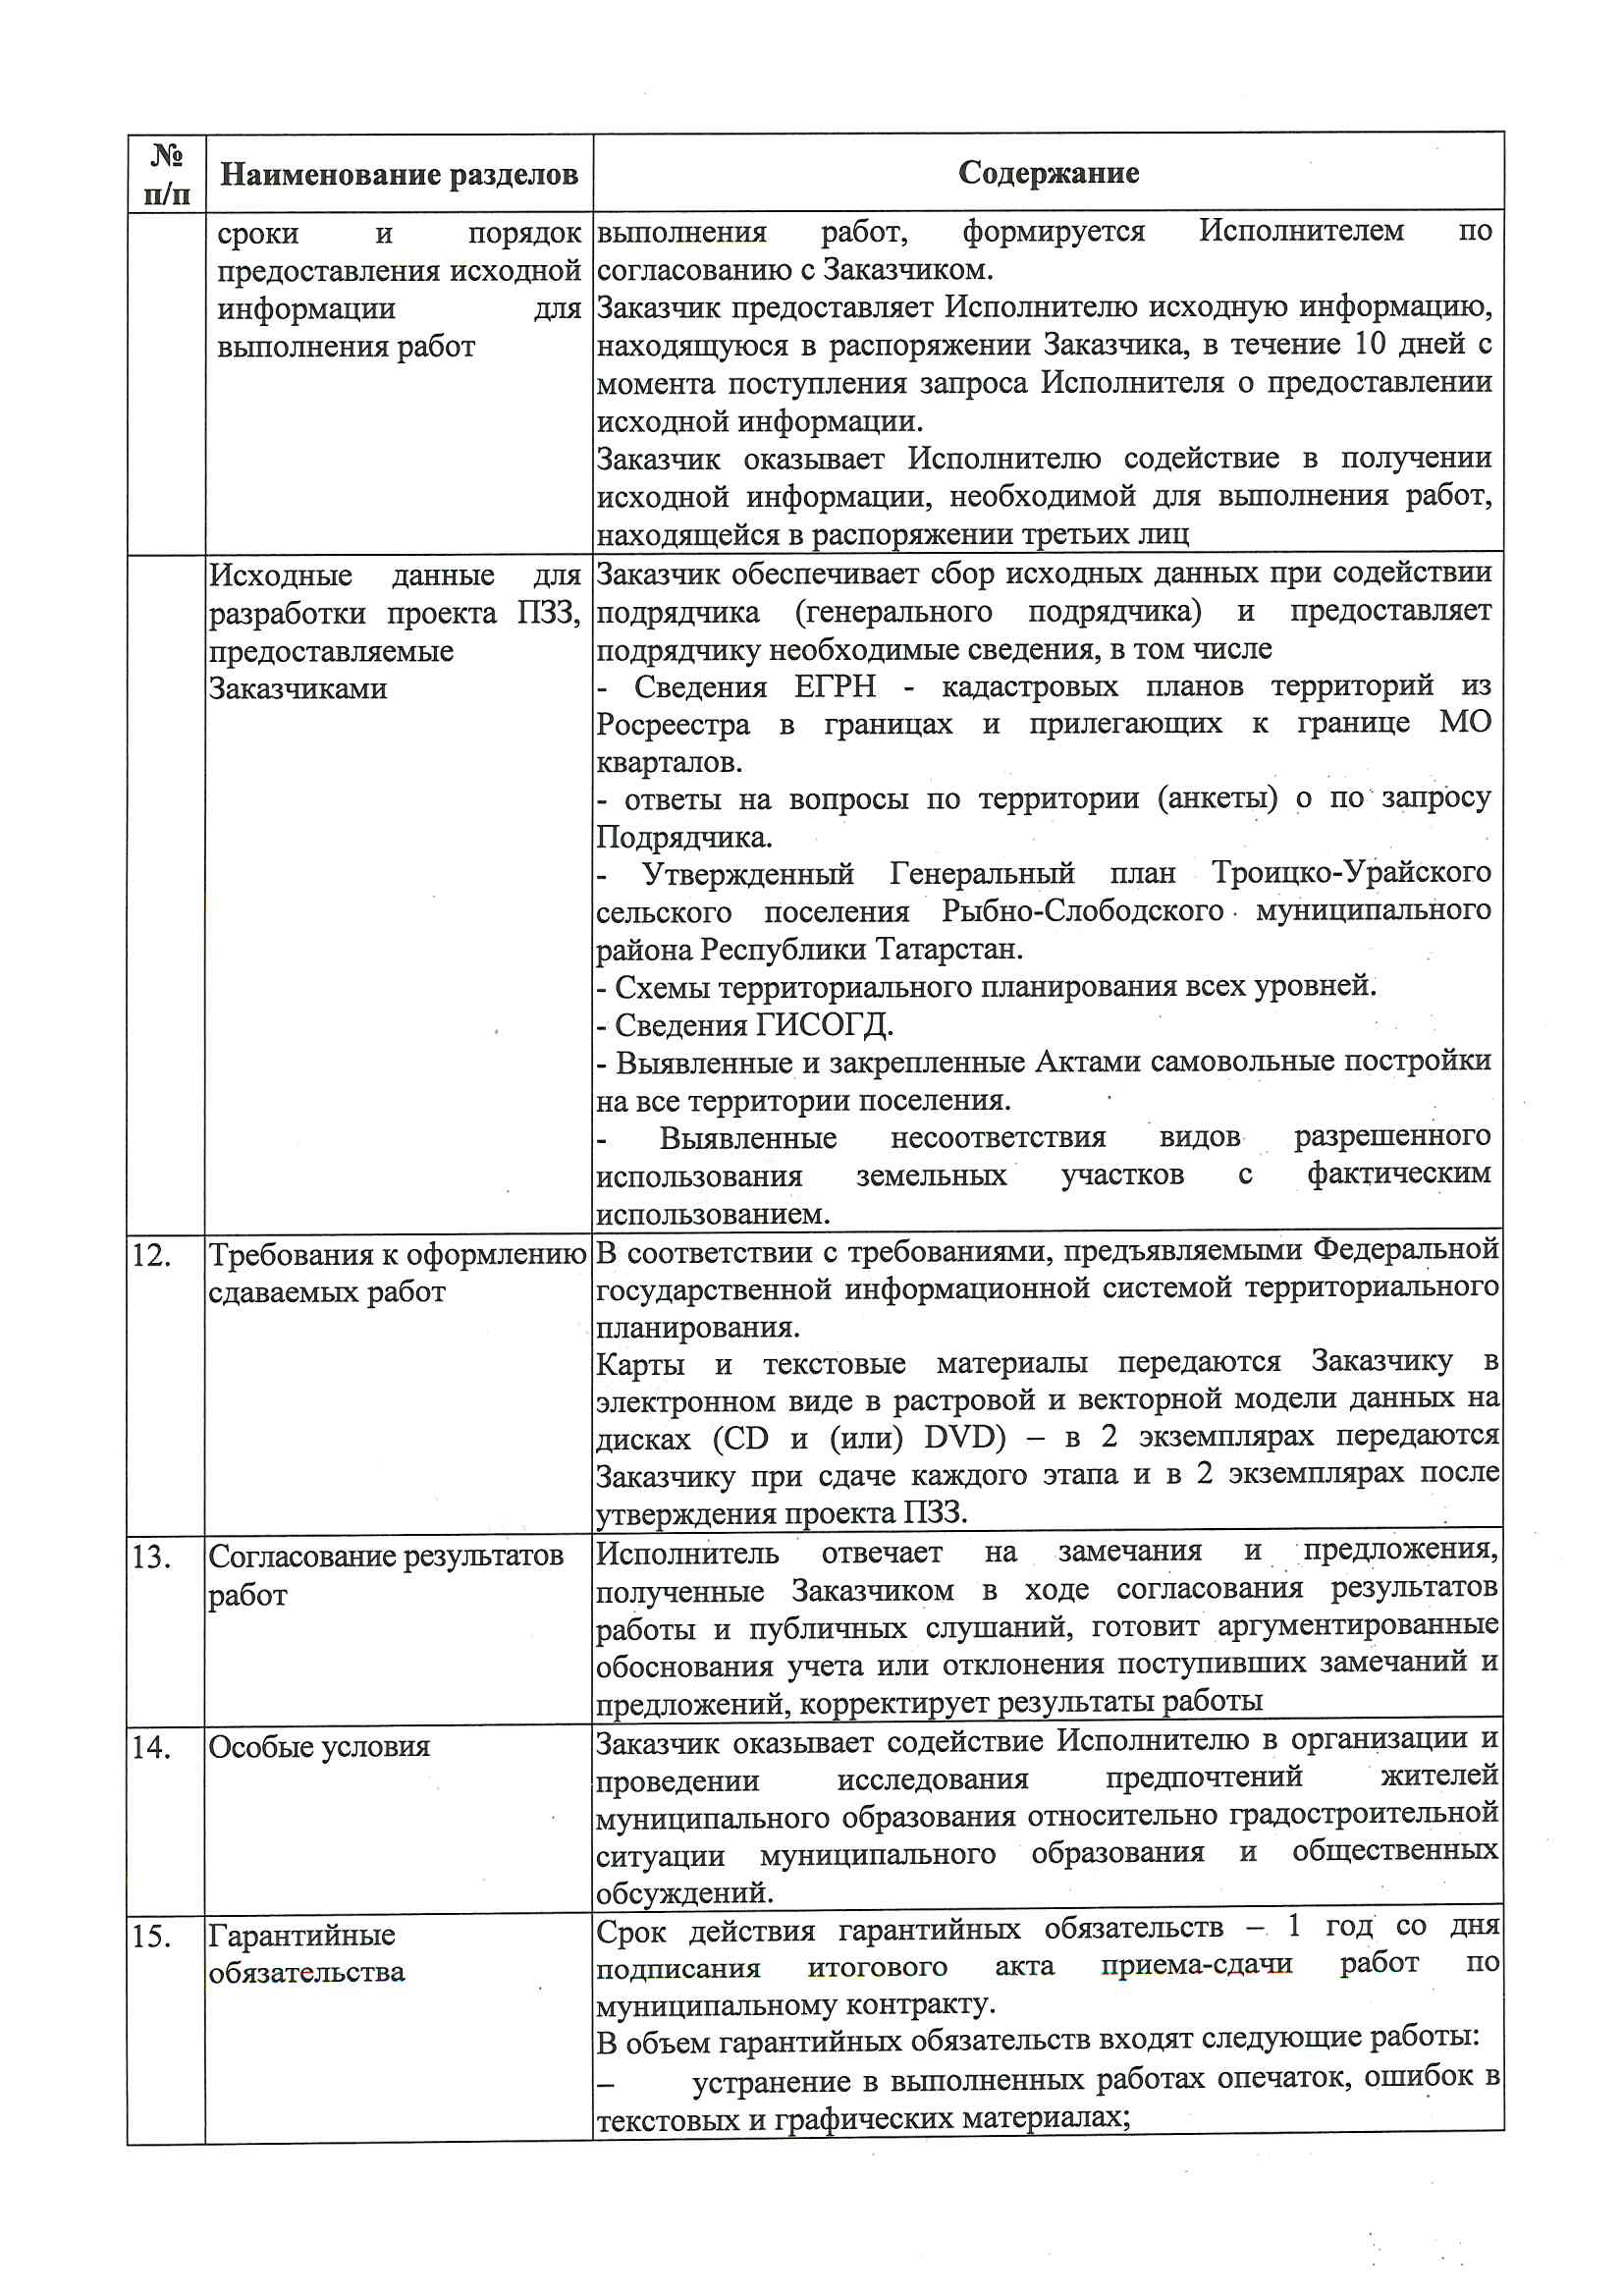 №
п/п
Наименование разделов
Содержание
сроки и порядок
предоставления исходной
информации для
выполнения работ
выполнения работ, формируется Исполнителем по
согласованию с Заказчиком.
Заказчик предоставляет Исполнителю исходную информацию,
находящуюся в распоряжении Заказчика, в течение 10 дней с
момента поступления запроса Исполнителя о предоставлении
исходной информации.
Заказчик оказывает Исполнителю содействие в получении
исходной информации, необходимой для выполнения работ,
находящейся в распоряжении третьих лиц
Исходные данные для
разработки проекта ПЗЗ,
предоставляемые
Заказчиками
Заказчик обеспечивает сбор исходных данных при содействии
подрядчика (генерального подрядчика) и предоставляет
подрядчику необходимые сведения, в том числе
- Сведения ЕГРН - кадастровых планов территорий из
Росреестра в границах и прилегающих к границе МО
кварталов.
- ответы на вопросы по территории (анкеты) о по запросу
Подрядчика.
- Утвержденный Генеральный план Троицко-Урайского
сельского поселения Рыбно-Слободского муниципального
района Республики Татарстан.
- Схемы территориального планирования всех уровней.
- Сведения ГИСОГД.
- Выявленные и закрепленные Актами самовольные постройки
на все территории поселения.
- Выявленные несоответствия видов разрешенного
использования земельных участков с фактическим
использованием.
12.
Требования к оформлению
сдаваемых работ
В соответствии с требованиями, предъявляемыми Федеральной
государственной информационной системой территориального
планирования.
Карты и текстовые материалы передаются Заказчику в
электронном виде в растровой и векторной модели данных на
дисках (CD и (или) DVD) – в 2 экземплярах передаются
Заказчику при сдаче каждого этапа и в 2 экземплярах после
утверждения проекта ПЗЗ.
13.
Согласование результатов
работ
Исполнитель отвечает на замечания и предложения,
полученные Заказчиком в ходе согласования результатов
работы и публичных слушаний, готовит аргументированные
обоснования учета или отклонения поступивших замечаний и
предложений, корректирует результаты работы
14.
Особые условия
Заказчик оказывает содействие Исполнителю в организации и
проведении исследования предпочтений жителей
муниципального образования относительно градостроительной
ситуации муниципального образования и общественных
обсуждений.
15.
Гарантийные
обязательства
Срок действия гарантийных обязательств – 1 год со дня
подписания итогового акта приема-сдачи работ по
муниципальному контракту.
В объем гарантийных обязательств входят следующие работы:
– устранение в выполненных работах опечаток, ошибок в
текстовых и графических материалах;